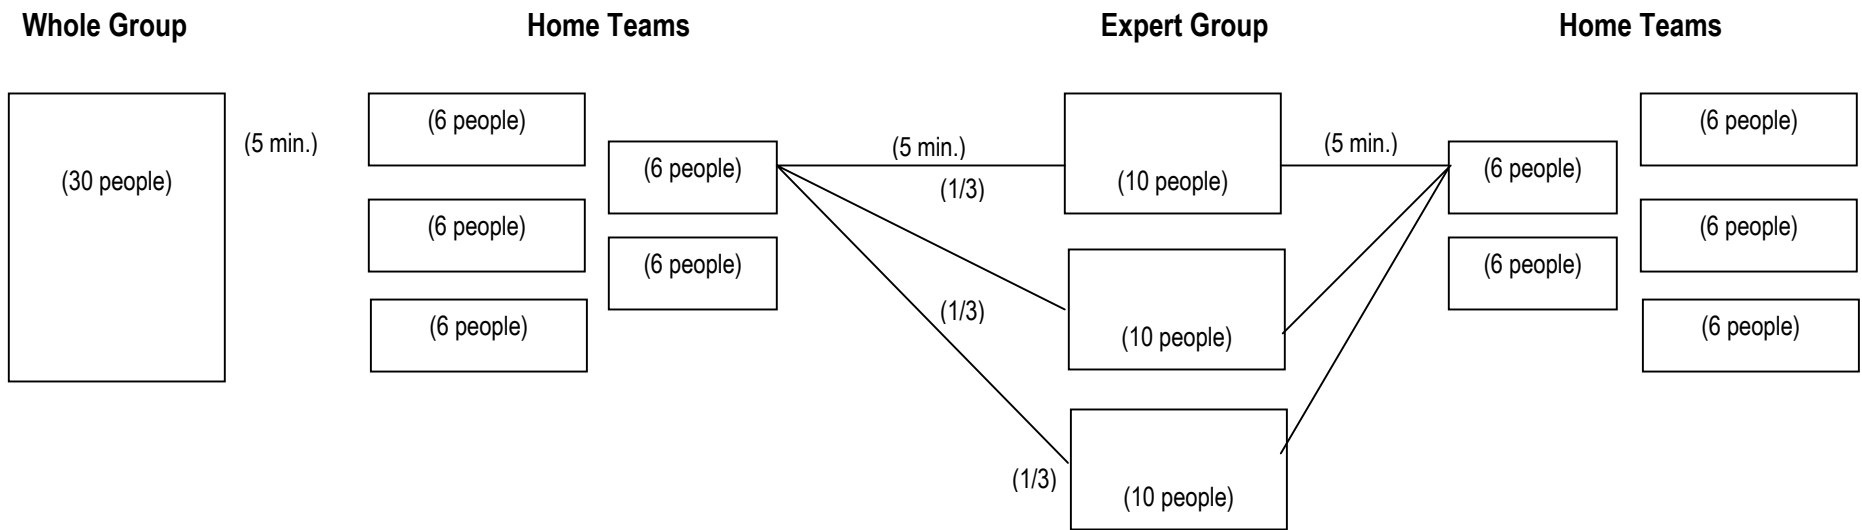 Whole Group
Home Teams
Expert Group
Home Teams
(30 people)
(5 min.)
(6 people)
(6 people)
(6 people)
(6 people)
(6 people)
(5 min.)
(1/3)
(1/3)
(1/3)
(10 people)
(10 people)
(10 people)
(5 min.)
(6 people)
(6 people)
(6 people)
(6 people)
(6 people)